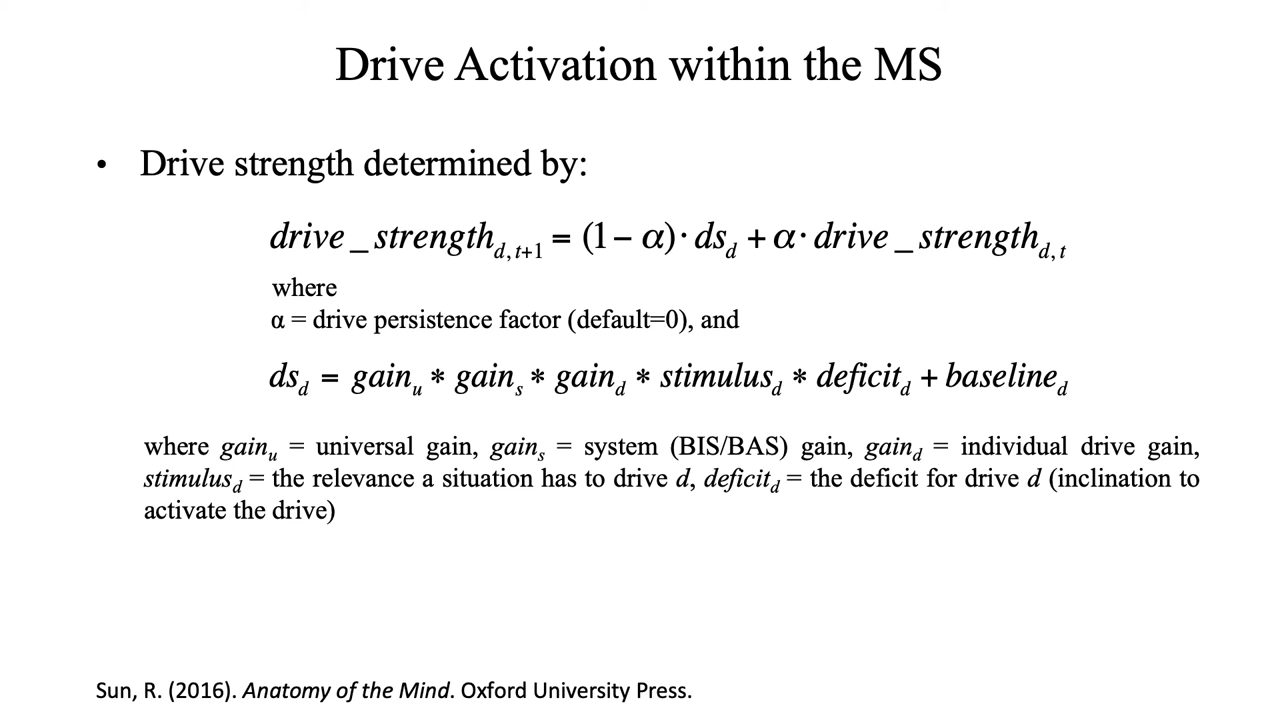 Drive Activation within the MS
• Drive strength determined by:
drive_strength_{d,t+1} = (1 − α)· ds_d + α· drive_strength_{d,t}
where
α = drive persistence factor (default=0), and
ds_d = gain_u * gain_s * gain_d * stimulus_d * deficit_d + baseline_d
where gain_u = universal gain, gain_s = system (BIS/BAS) gain, gain_d = individual drive gain,
stimulus_d = the relevance a situation has to drive d, deficit_d = the deficit for drive d (inclination to
activate the drive)
Sun, R. (2016). Anatomy of the Mind. Oxford University Press.